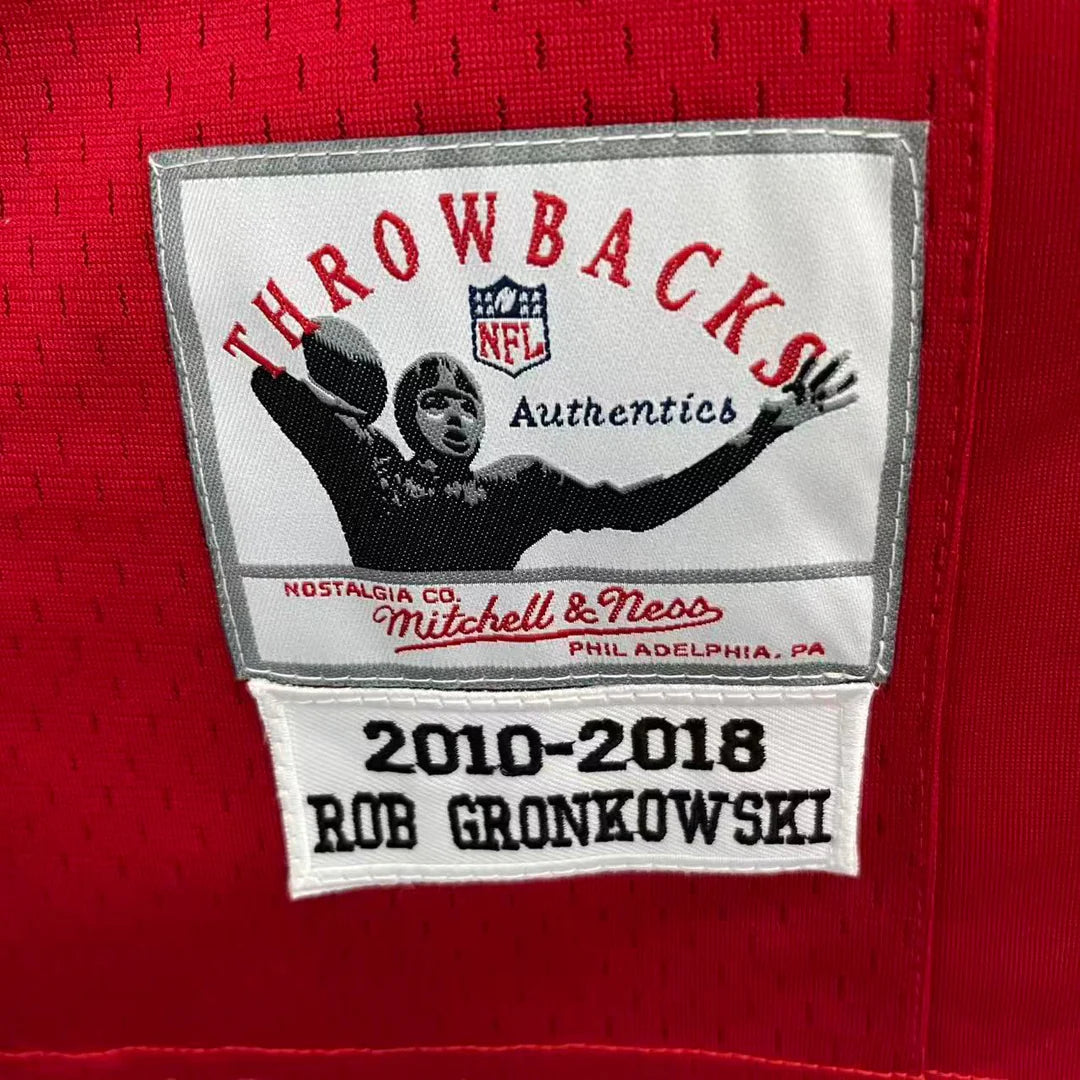 THROWBACKS
NFL
Authentics
NOSTALGIA CO.
Mitchell & Ness
PHILADELPHIA, PA
2010-2018
ROB GRONKOWSKI